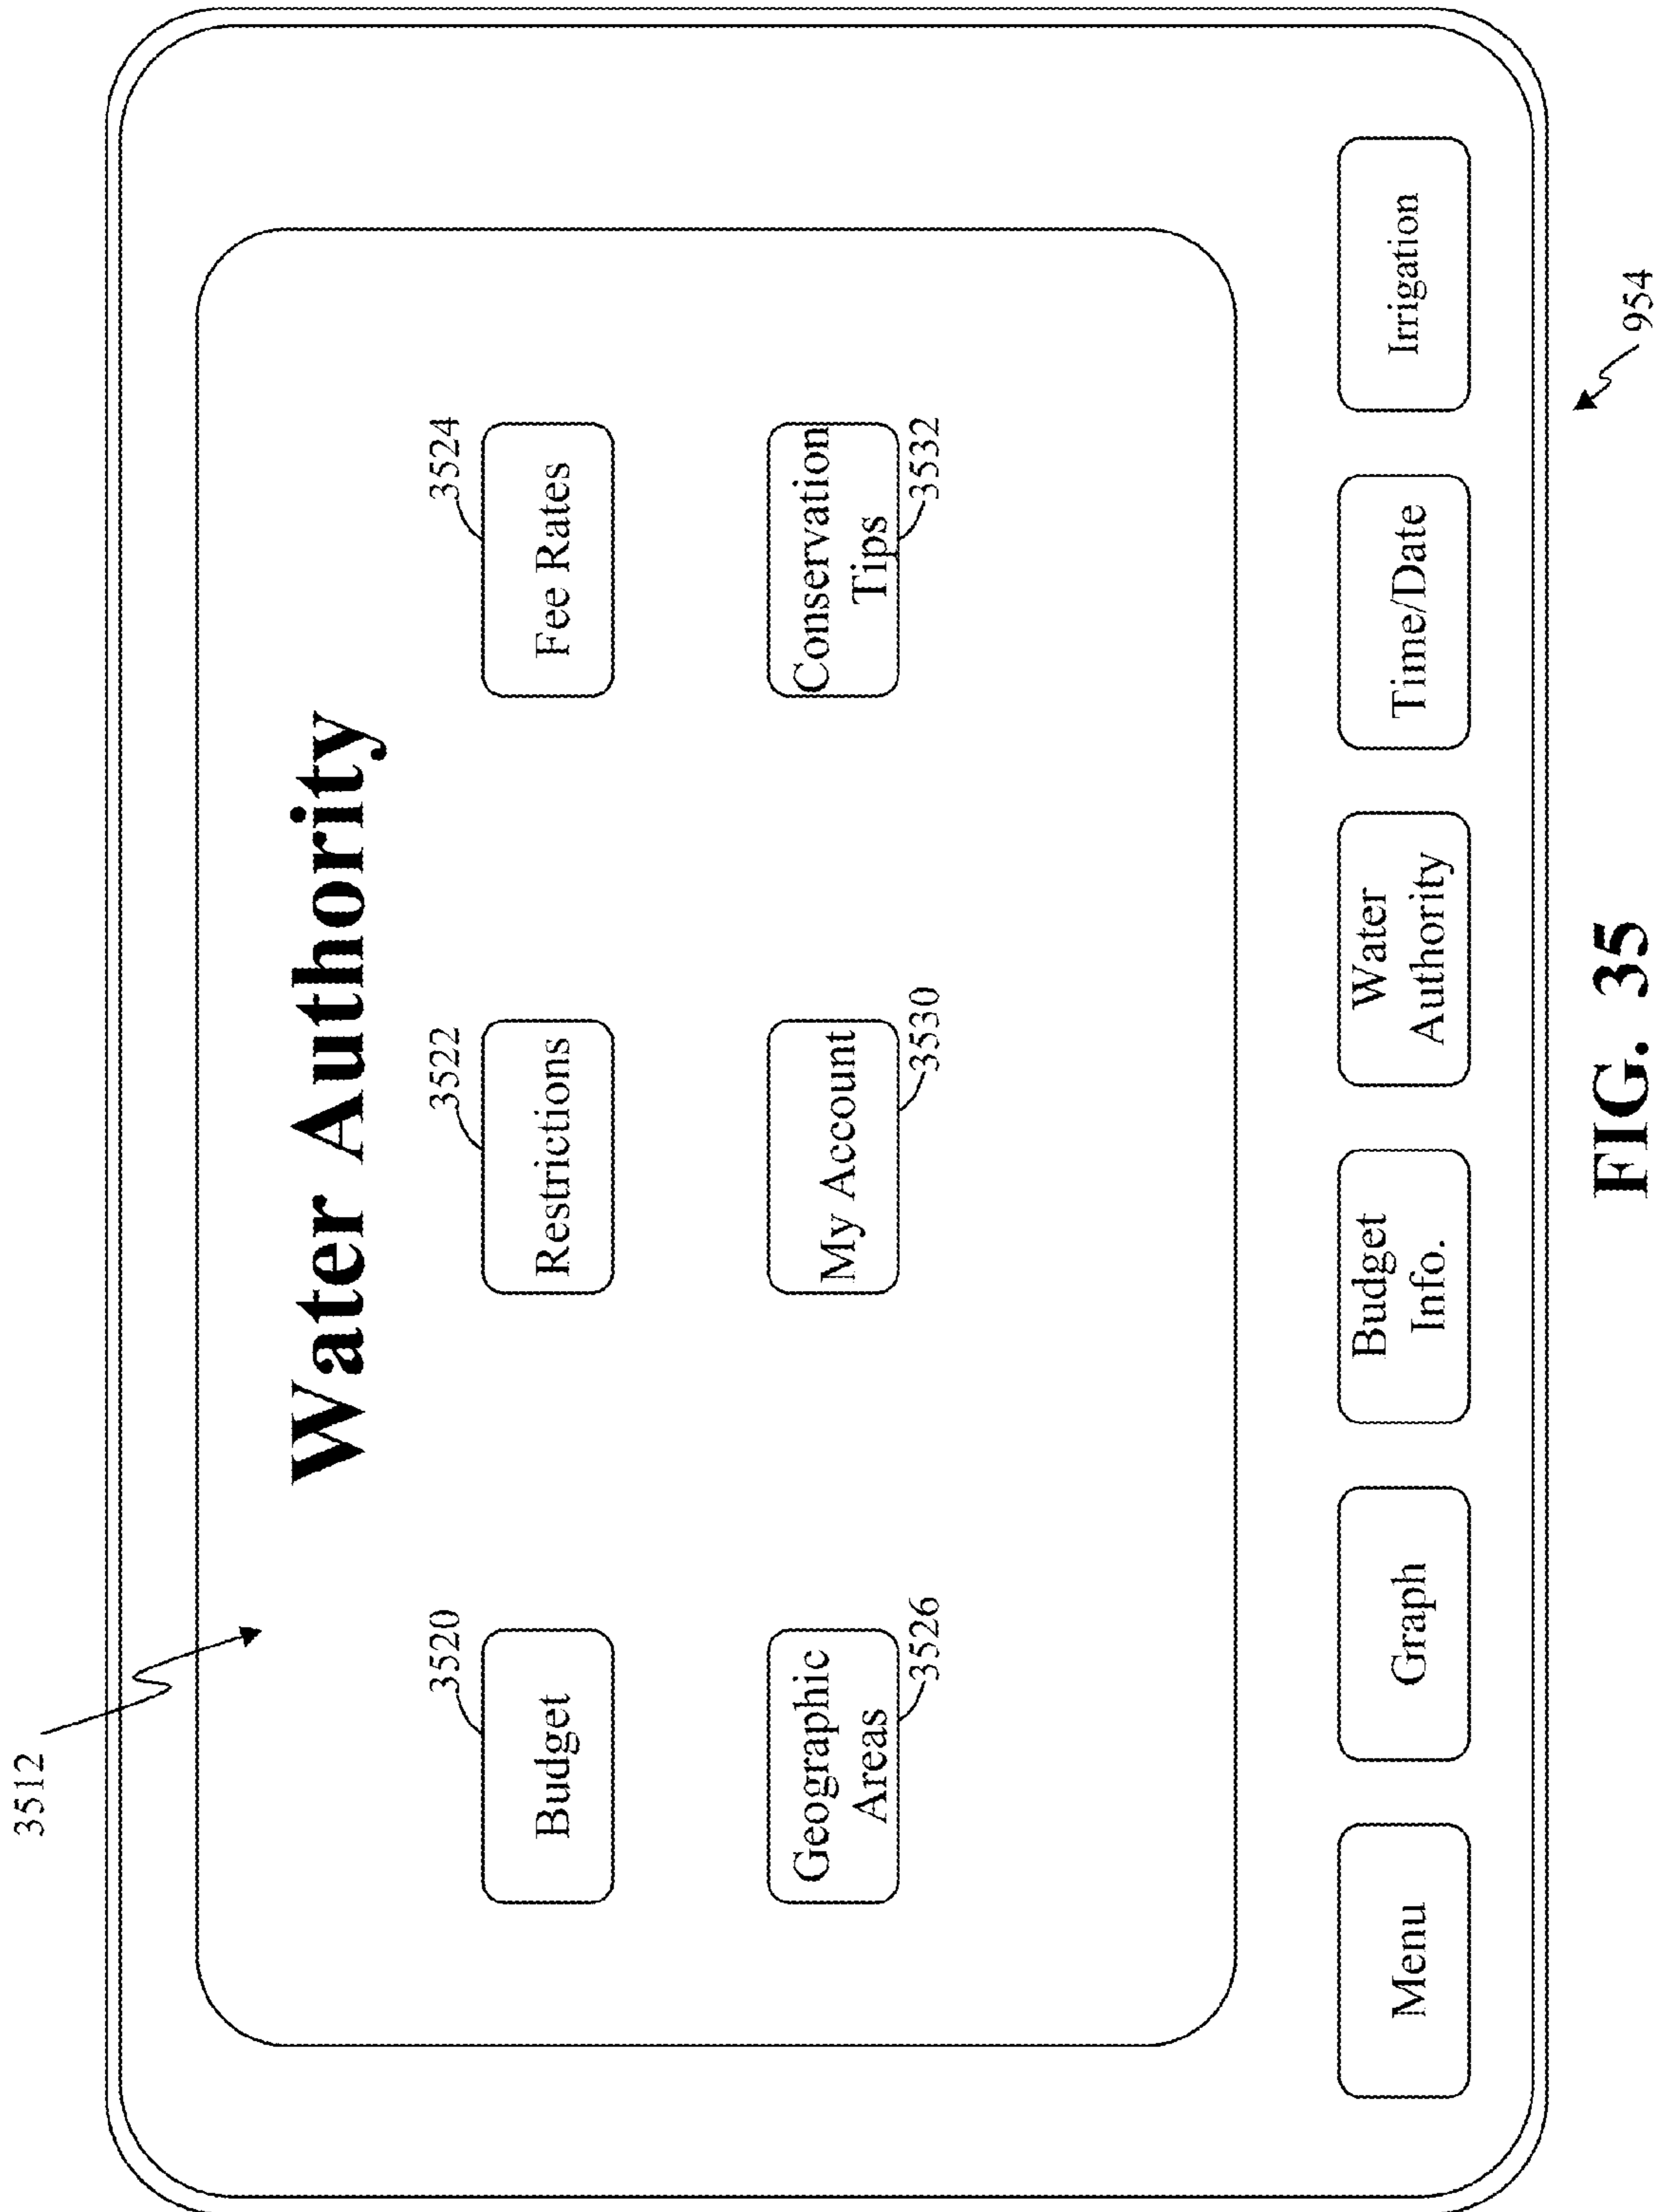 3512
Water Authority
3520
3522
3524
Budget
Restrictions
Fee Rates
Geographic
Areas
My Account
Conservation
Tips
3526
3530
3532
Menu
Graph
Budget
Info.
Water
Authority
Time/Date
Irrigation
954
FIG. 35